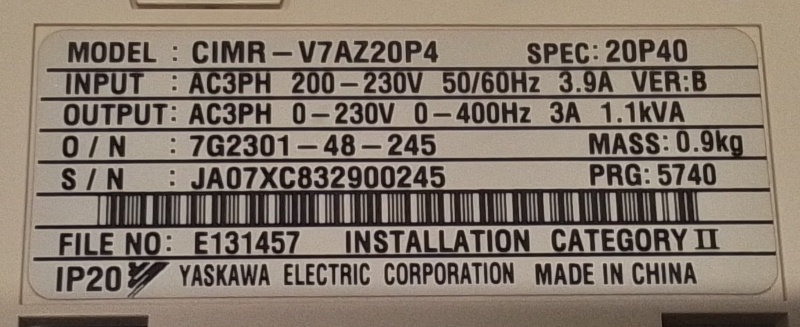 MODEL : CIMR-V7AZ20P4 SPEC: 20P40
INPUT : AC3PH 200-230V 50/60Hz 3.9A VER:B
OUTPUT: AC3PH 0-230V 0-400Hz 3A 1.1kVA
O / N : 7G2301-48-245 MASS: 0.9kg
S / N : JA07XC832900245 PRG: 5740
FILE NO: E131457 INSTALLATION CATEGORY II
IP20 YASKAWA ELECTRIC CORPORATION MADE IN CHINA